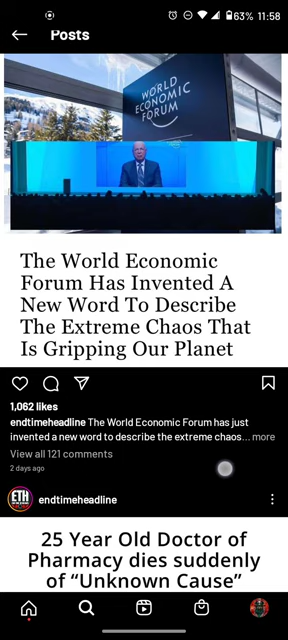 63% 11:58
Posts
WORLD
ECONOMIC
FORUM
The World Economic
Forum Has Invented A
New Word To Describe
The Extreme Chaos That
Is Gripping Our Planet
1,062 likes
endtimeheadline The World Economic Forum has just
invented a new word to describe the extreme chaos... more
View all 121 comments
2 days ago
ETH
endtimeheadline
25 Year Old Doctor of
Pharmacy dies suddenly
of “Unknown Cause”